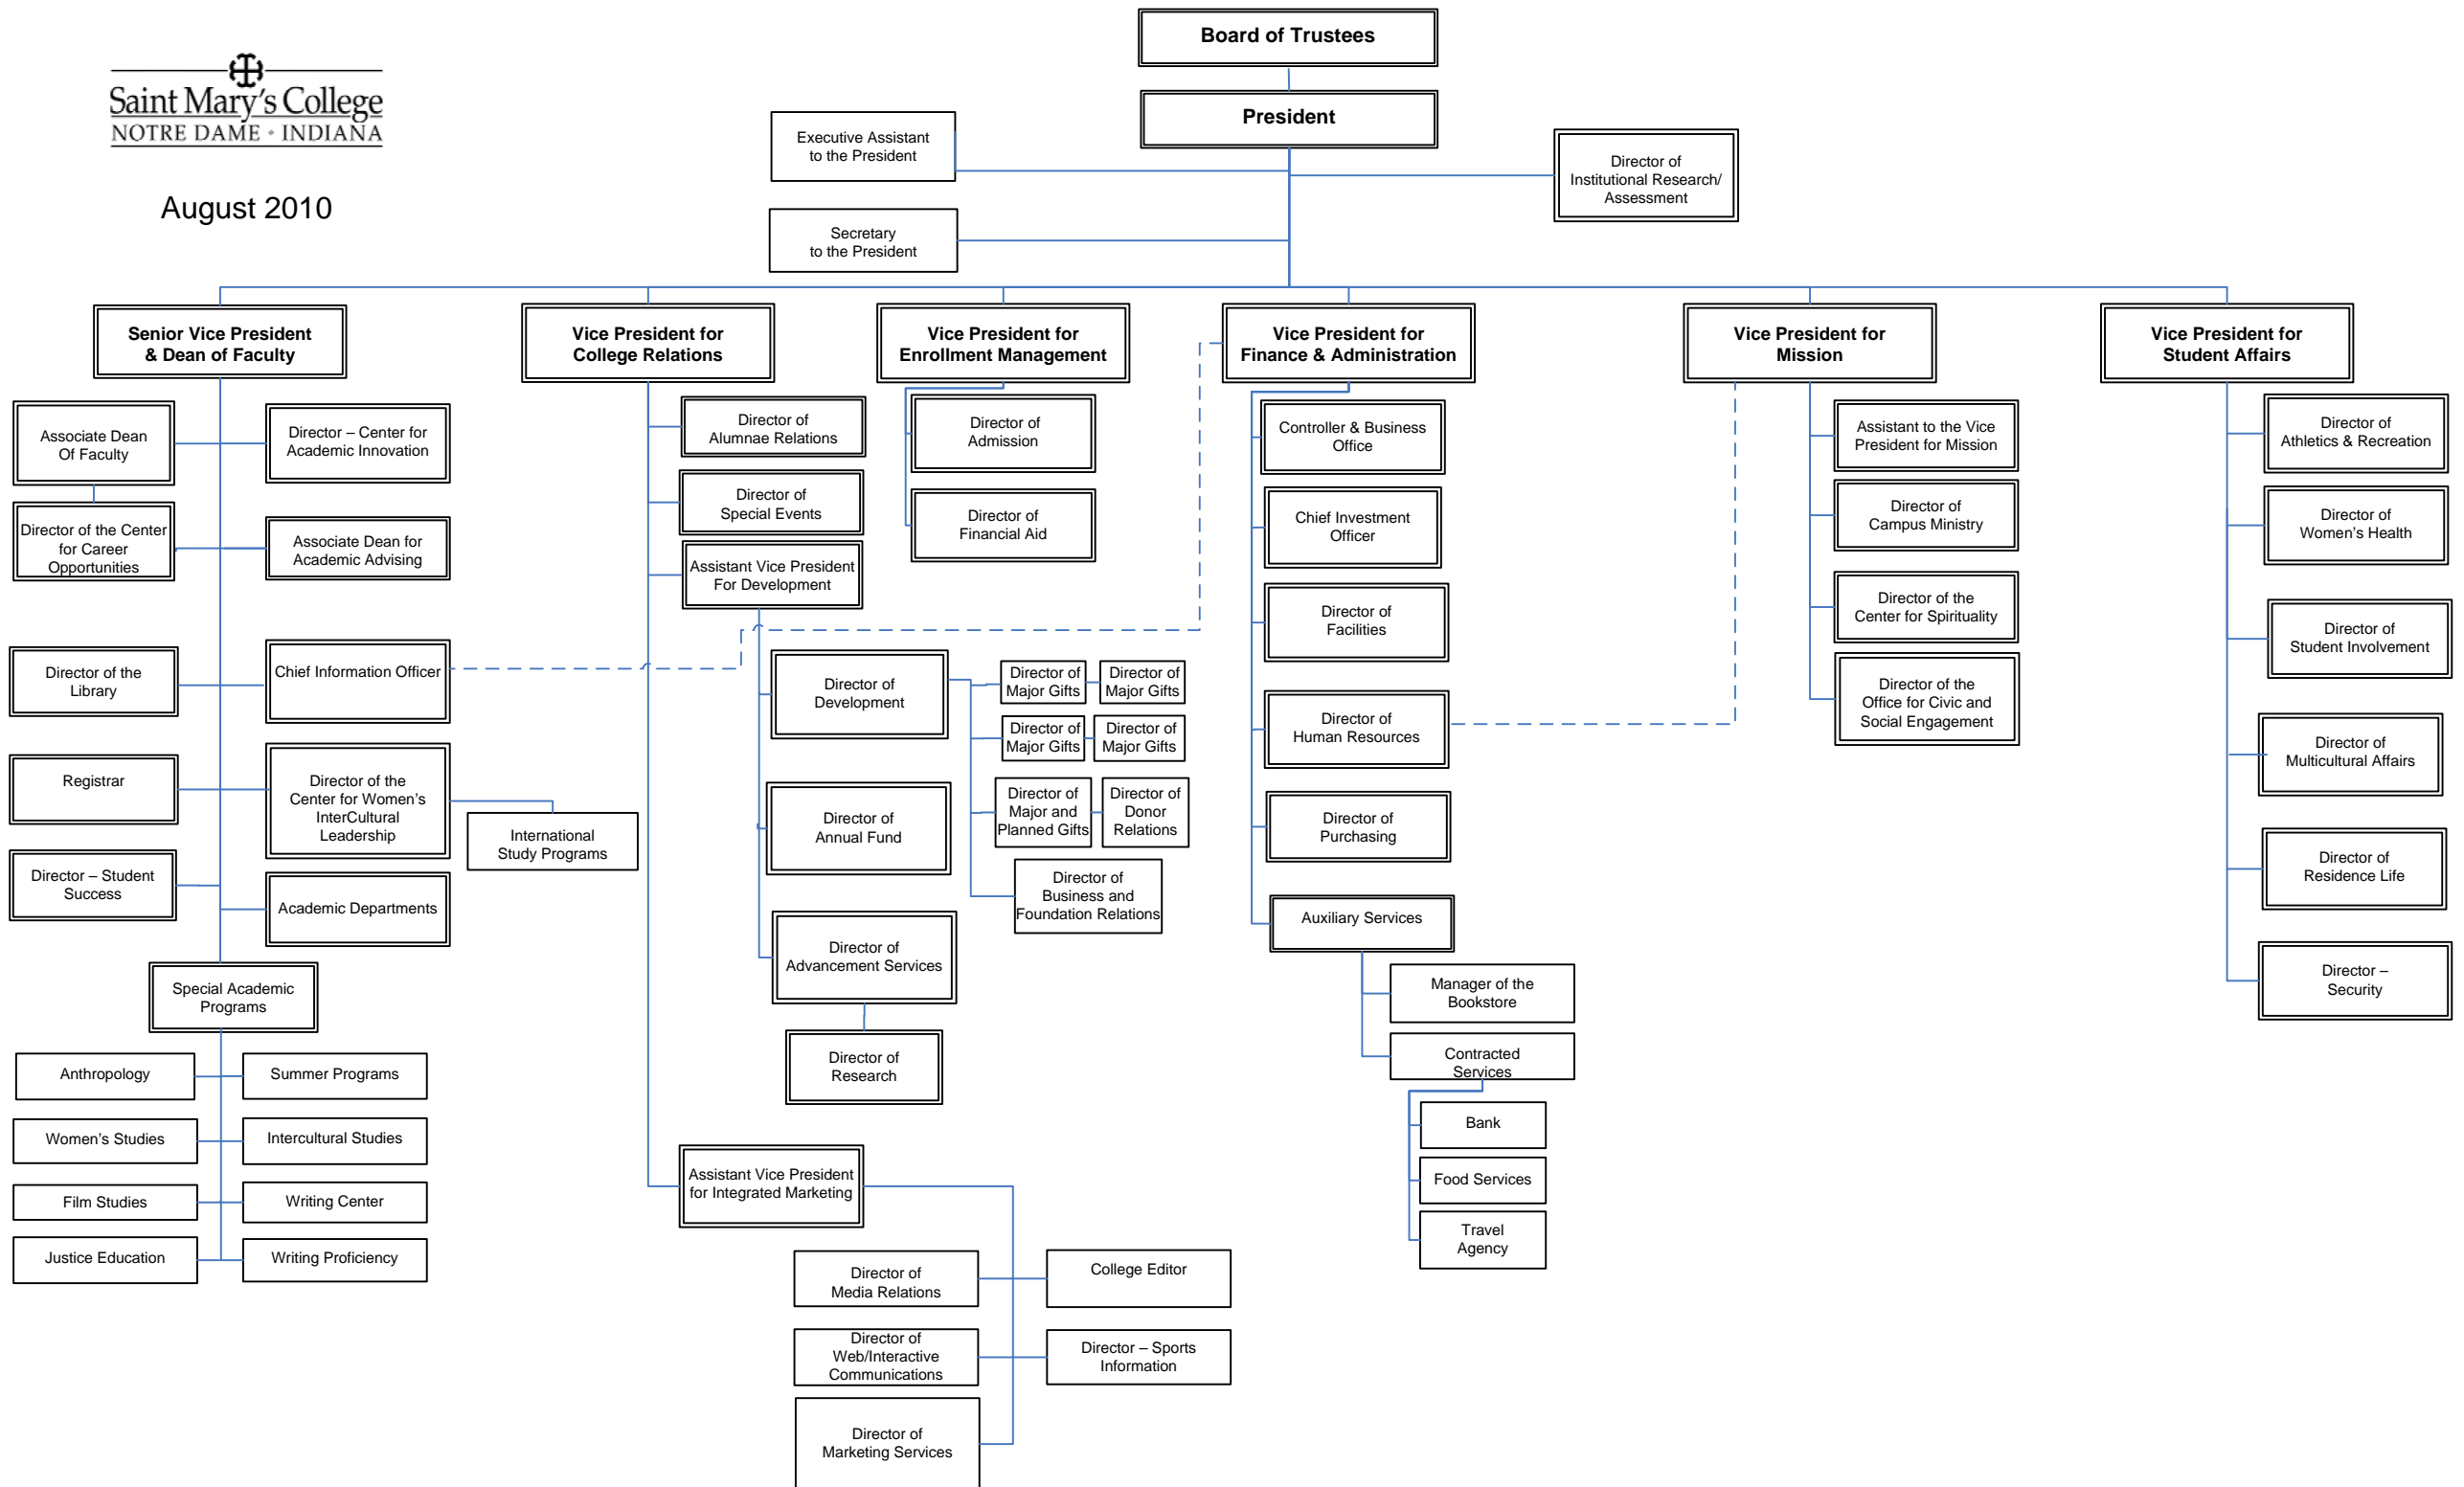 Board of Trustees
Saint Mary's College
NOTRE DAME • INDIANA
August 2010
President
Executive Assistant
to the President
Director of
Institutional Research/
Assessment
Secretary
to the President
Senior Vice President
& Dean of Faculty
Vice President for
College Relations
Vice President for
Enrollment Management
Vice President for
Finance & Administration
Vice President for
Mission
Vice President for
Student Affairs
Associate Dean
Of Faculty
Director – Center for
Academic Innovation
Director of the Center
for Career
Opportunities
Associate Dean for
Academic Advising
Director of the
Library
Chief Information Officer
Registrar
Director of the
Center for Women's
InterCultural
Leadership
International
Study Programs
Director – Student
Success
Academic Departments
Special Academic
Programs
Anthropology
Summer Programs
Women's Studies
Intercultural Studies
Film Studies
Writing Center
Justice Education
Writing Proficiency
Director of
Alumnae Relations
Director of
Special Events
Assistant Vice President
For Development
Director of
Development
Director of
Major Gifts
Director of
Major Gifts
Director of
Major Gifts
Director of
Major Gifts
Director of
Major and
Planned Gifts
Director of
Donor
Relations
Director of
Business and
Foundation Relations
Director of
Annual Fund
Director of
Advancement Services
Director of
Research
Assistant Vice President
for Integrated Marketing
Director of
Media Relations
College Editor
Director of
Web/Interactive
Communications
Director – Sports
Information
Director of
Marketing Services
Director of
Admission
Director of
Financial Aid
Controller & Business
Office
Chief Investment
Officer
Director of
Facilities
Director of
Human Resources
Director of
Purchasing
Auxiliary Services
Manager of the
Bookstore
Contracted
Services
Bank
Food Services
Travel
Agency
Assistant to the Vice
President for Mission
Director of
Campus Ministry
Director of the
Center for Spirituality
Director of the
Office for Civic and
Social Engagement
Director of
Athletics & Recreation
Director of
Women's Health
Director of
Student Involvement
Director of
Multicultural Affairs
Director of
Residence Life
Director –
Security